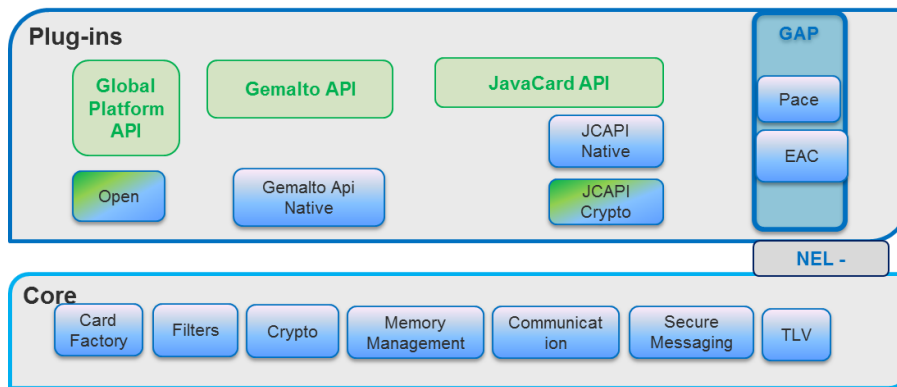 Plug-ins
GAP
Global
Platform
API
Gemalto API
JavaCard API
Pace
JCAPI
Native
EAC
Open
Gemalto Api
Native
JCAPI
Crypto
NEL -
Core
Card
Factory
Filters
Crypto
Memory
Management
Communicat
ion
Secure
Messaging
TLV